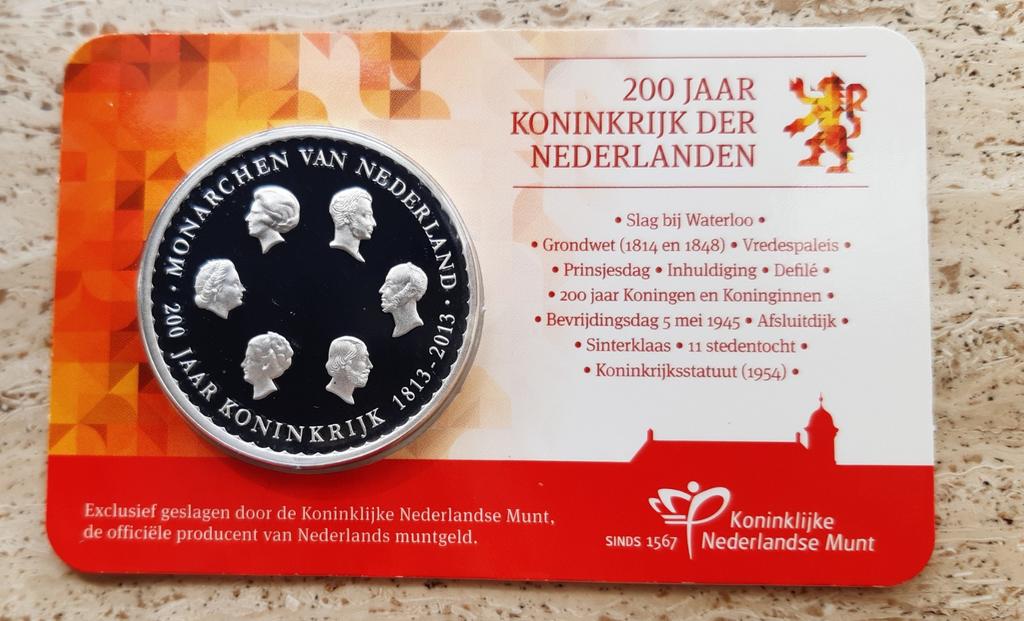 · MONARCHEN VAN NEDERLAND ·
200 JAAR KONINKRIJK 1813-2013
200 JAAR
KONINKRIJK DER
NEDERLANDEN
• Slag bij Waterloo •
• Grondwet (1814 en 1848) • Vredespaleis •
• Prinsjesdag • Inhuldiging • Defilé •
• 200 jaar Koningen en Koninginnen •
• Bevrijdingsdag 5 mei 1945 • Afsluitdijk •
• Sinterklaas • 11 stedentocht •
• Koninkrijksstatuut (1954) •
Exclusief geslagen door de Koninklijke Nederlandse Munt,
de officiële producent van Nederlands muntgeld.
SINDS 1567
Koninklijke
Nederlandse Munt